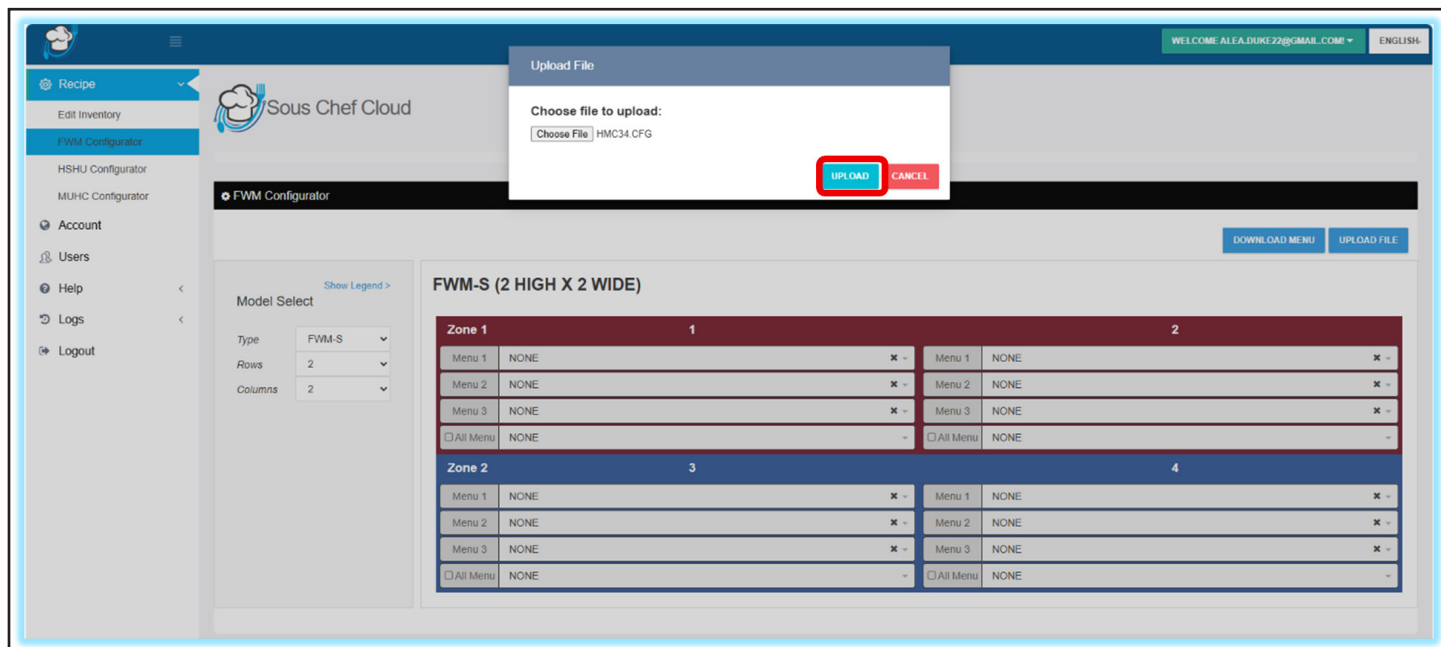 WELCOME ALEA.DUKE22@GMAIL.COM!
ENGLISH
Upload File
Choose file to upload:
Choose File HMC34.CFG
UPLOAD CANCEL
Recipe
Edit Inventory
FWM Configurator
HSHU Configurator
MUHC Configurator
Account
Users
Help
Logs
Logout
Sous Chef Cloud
FWM Configurator
DOWNLOAD MENU UPLOAD FILE
Show Legend >
Model Select
Type FWM-S
Rows 2
Columns 2
FWM-S (2 HIGH X 2 WIDE)
Zone 1 1 2
Menu 1 NONE Menu 1 NONE
Menu 2 NONE Menu 2 NONE
Menu 3 NONE Menu 3 NONE
All Menu NONE All Menu NONE
Zone 2 3 4
Menu 1 NONE Menu 1 NONE
Menu 2 NONE Menu 2 NONE
Menu 3 NONE Menu 3 NONE
All Menu NONE All Menu NONE